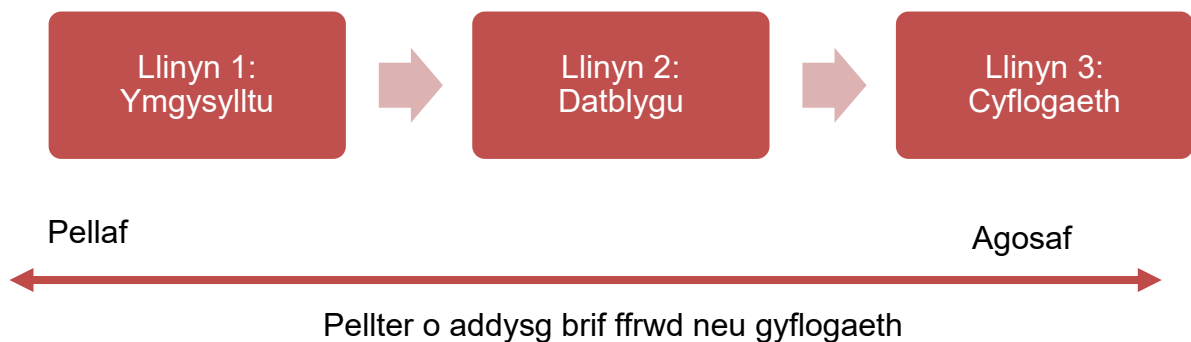 Llinyn 1:
Ymgysylltu
Llinyn 2:
Datblygu
Llinyn 3:
Cyflogaeth
Pellaf
Agosaf
Pellter o addysg brif ffrwd neu gyflogaeth